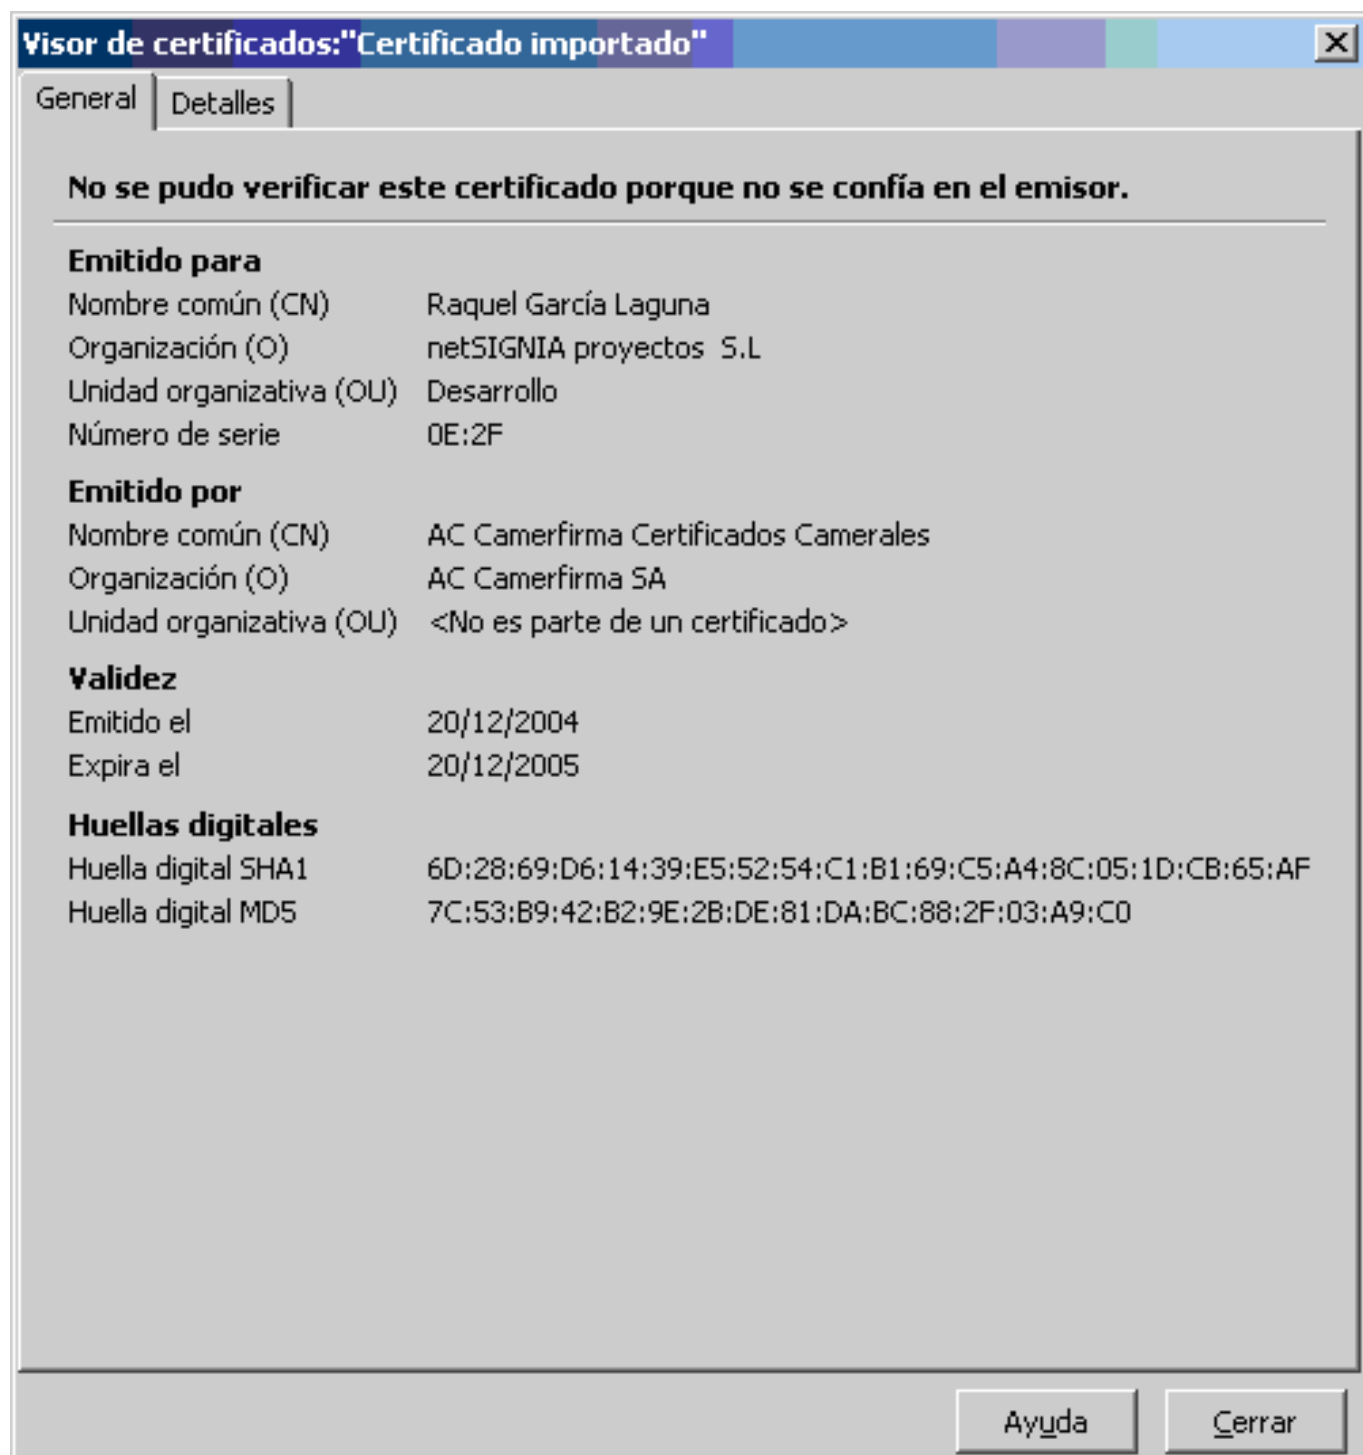 Visor de certificados:"Certificado importado"
General Detalles
No se pudo verificar este certificado porque no se confía en el emisor.
Emitido para
Nombre común (CN) Raquel García Laguna
Organización (O) netSIGNIA proyectos S.L
Unidad organizativa (OU) Desarrollo
Número de serie 0E:2F
Emitido por
Nombre común (CN) AC Camerfirma Certificados Camerales
Organización (O) AC Camerfirma SA
Unidad organizativa (OU) <No es parte de un certificado>
Validez
Emitido el 20/12/2004
Expira el 20/12/2005
Huellas digitales
Huella digital SHA1 6D:28:69:D6:14:39:E5:52:54:C1:B1:69:C5:A4:8C:05:1D:CB:65:AF
Huella digital MD5 7C:53:B9:42:B2:9E:2B:DE:81:DA:BC:88:2F:03:A9:C0
Ayuda Cerrar